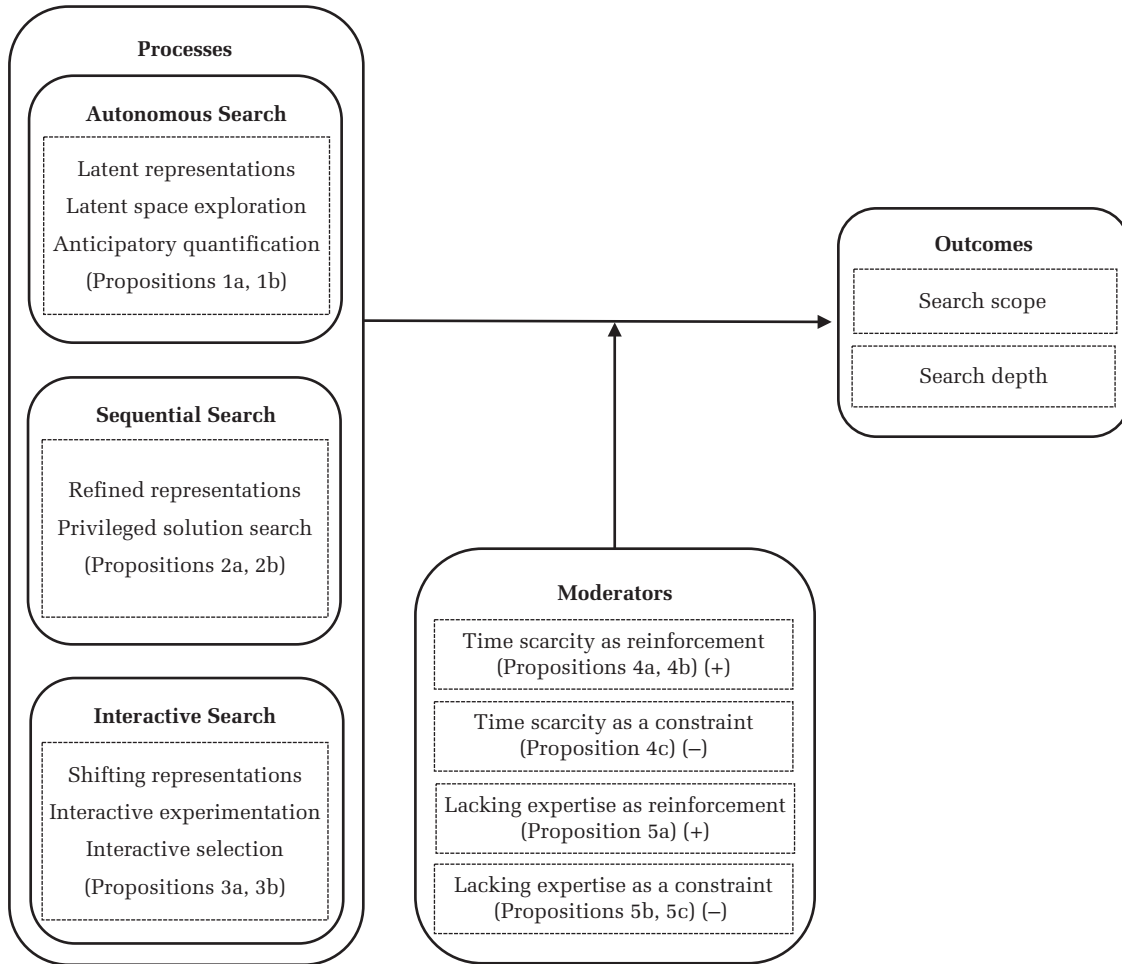 Processes
Autonomous Search
Latent representations
Latent space exploration
Anticipatory quantification
(Propositions 1a, 1b)
Sequential Search
Refined representations
Privileged solution search
(Propositions 2a, 2b)
Interactive Search
Shifting representations
Interactive experimentation
Interactive selection
(Propositions 3a, 3b)
Outcomes
Search scope
Search depth
Moderators
Time scarcity as reinforcement
(Propositions 4a, 4b) (+)
Time scarcity as a constraint
(Proposition 4c) (–)
Lacking expertise as reinforcement
(Proposition 5a) (+)
Lacking expertise as a constraint
(Propositions 5b, 5c) (–)